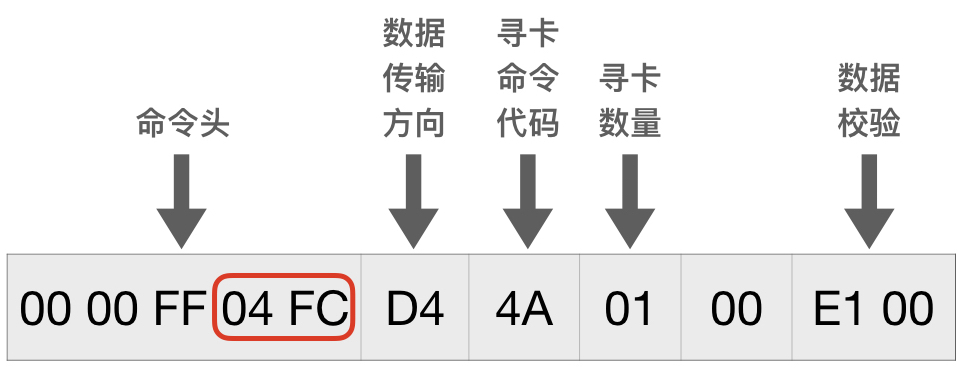 命令头
数据
传输
方向
寻卡
命令
代码
寻卡
数量
数据
校验
00 00 FF 04 FC D4 4A 01 00 E1 00